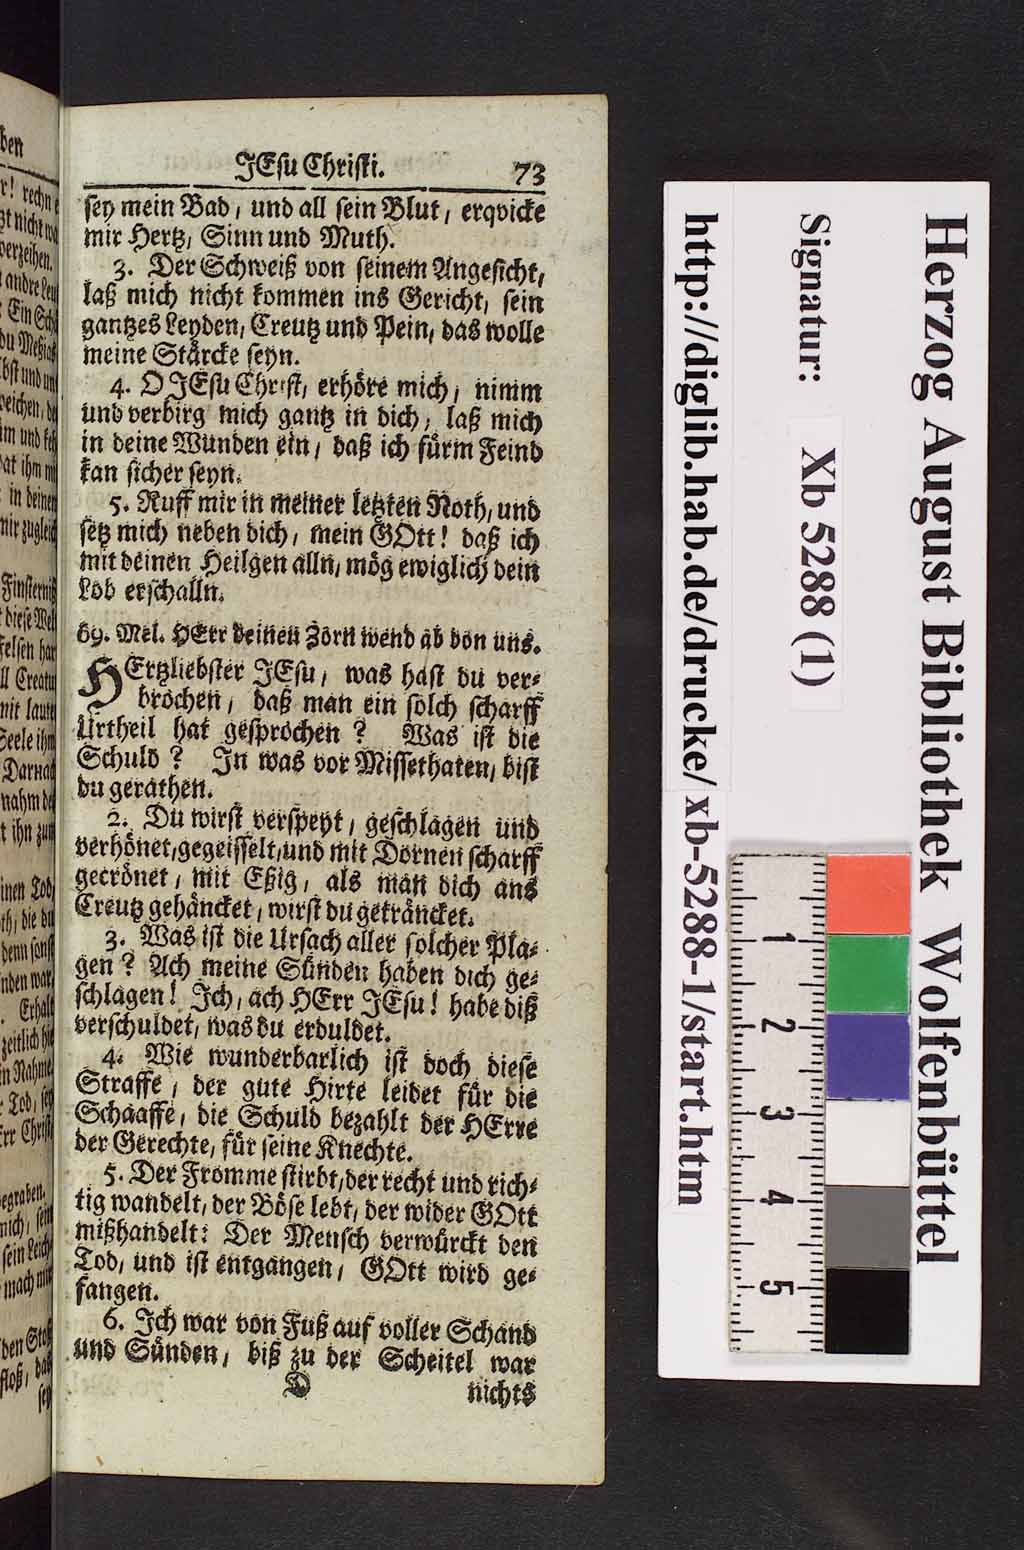 JEsu Christi. 73
sey mein Bad, und all sein Blut, erqvicke
mir Hertz, Sinn und Muth.
3. Der Schweiß von seinem Angesicht,
laß mich nicht kommen ins Gericht, sein
gantzes Leyden, Creutz und Pein, das wolle
meine Stärcke seyn.
4. O JEsu Christ, erhöre mich, nimm
und verbirg mich gantz in dich, laß mich
in deine Wunden ein, daß ich fürm Feind
kan sicher seyn.
5. Ruff mir in meiner letzten Noth, und
setz mich neben dich, mein GOtt! daß ich
mit deinen Heilgen alln, mög ewiglich dein
Lob erschalln.
69. Mel. HErr deinen Zorn wend ab von uns.
HErtzliebster JEsu, was hast du ver-
brochen, daß man ein solch scharff
Urtheil hat gesprochen? Was ist die
Schuld? In was vor Missethaten, bist
du gerathen.
2. Du wirst verspeyt, geschlagen und
verhönet, gegeisselt, und mit Dornen scharff
gecrönet, mit Eßig, als man dich ans
Creutz gehäncket, wirst du geträncket.
3. Was ist die Ursach aller solcher Pla-
gen? Ach meine Sünden haben dich ge-
schlagen! Ich, ach HErr JEsu! habe diß
verschuldet, was du erduldet.
4. Wie wunderbarlich ist doch diese
Straffe, der gute Hirte leidet für die
Schaaffe, die Schuld bezahlt der HErre
der Gerechte, für seine Knechte.
5. Der Fromme stirbt, der recht und rich-
tig wandelt, der Böse lebt, der wider GOtt
mißhandelt: Der Mensch verwürckt den
Tod, und ist entgangen, GOtt wird ge-
fangen.
6. Ich war von Fuß auf voller Schand
und Sünden, biß zu der Scheitel war
D nichts
Herzog August Bibliothek Wolfenbüttel
Signatur: Xb 5288 (1)
http://diglib.hab.de/drucke/xb-5288-1/start.htm
1
2
3
4
5